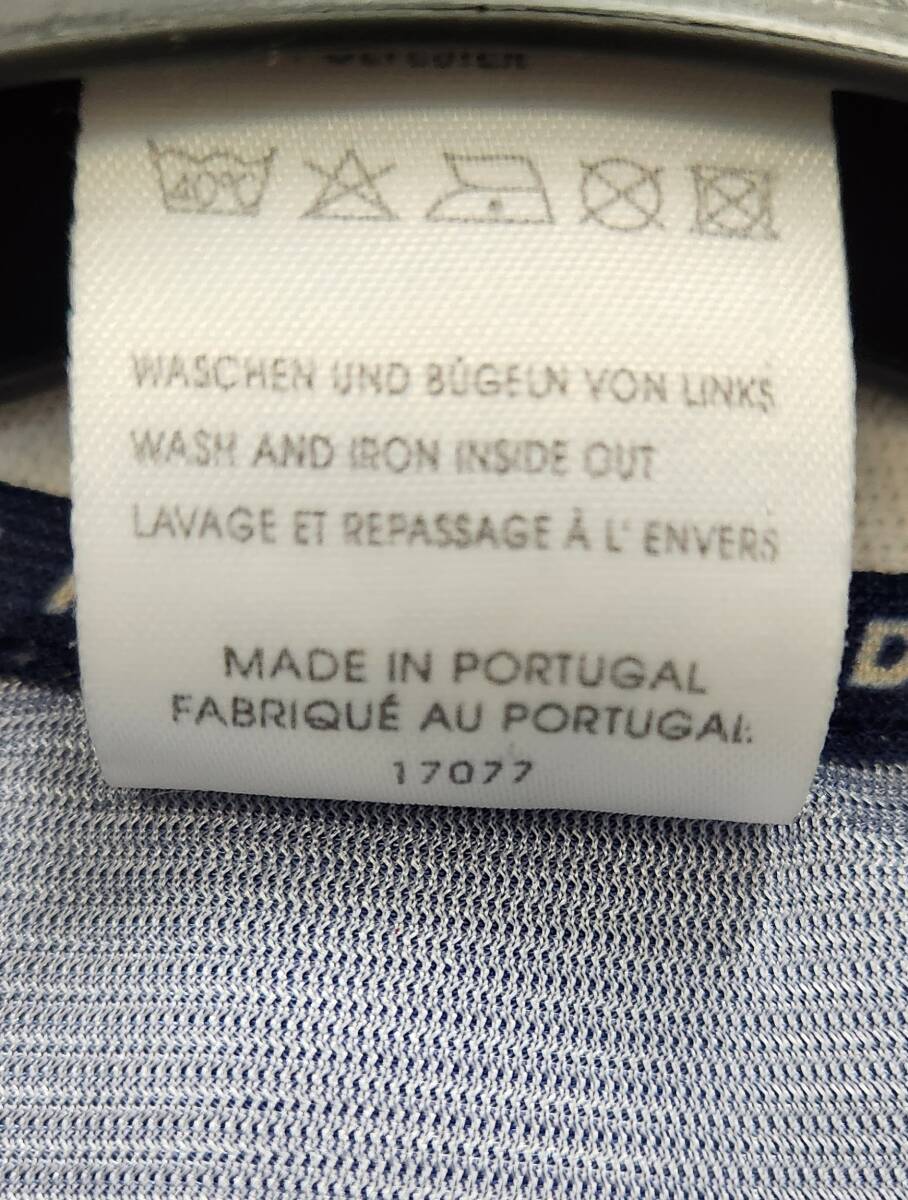 40°C
WASCHEN UND BÜGELN VON LINKS
WASH AND IRON INSIDE OUT
LAVAGE ET REPASSAGE À L' ENVERS
MADE IN PORTUGAL
FABRIQUÉ AU PORTUGAL
17077
D